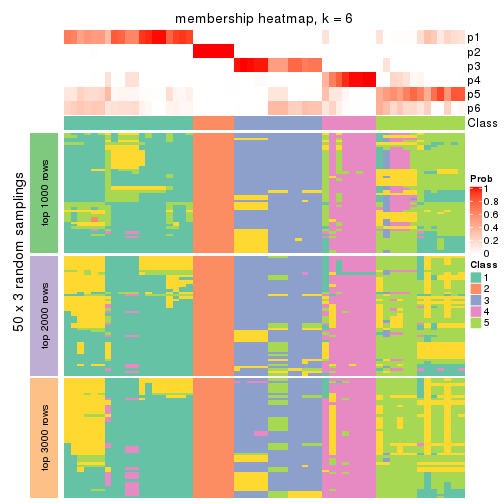 membership heatmap, k = 6
p1
p2
p3
p4
p5
p6
Class
50 x 3 random samplings
top 1000 rows
top 2000 rows
top 3000 rows
Prob
1
0.8
0.6
0.4
0.2
0
Class
1
2
3
4
5